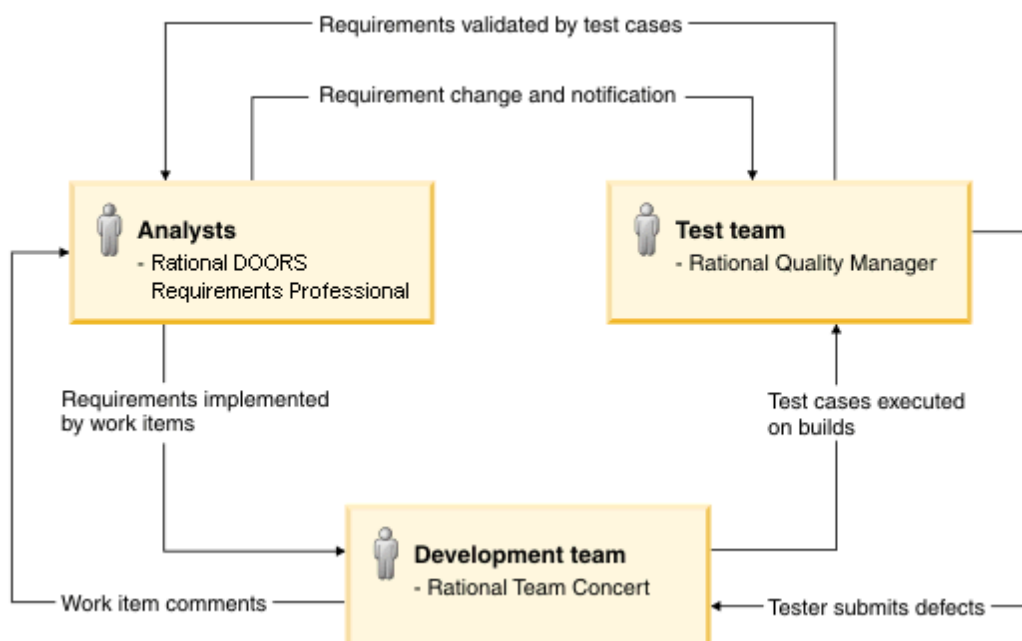 Requirements validated by test cases
Requirement change and notification
Analysts
- Rational DOORS
Requirements Professional
Test team
- Rational Quality Manager
Requirements implemented
by work items
Test cases executed
on builds
Development team
- Rational Team Concert
Work item comments
Tester submits defects